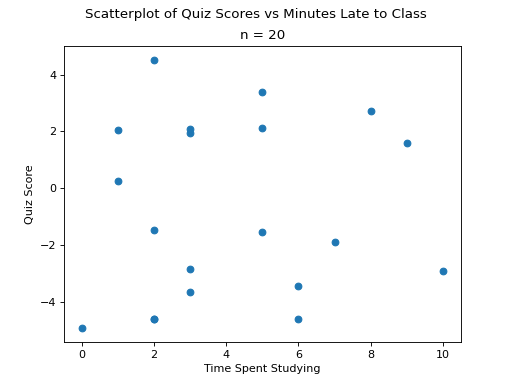 Scatterplot of Quiz Scores vs Minutes Late to Class
n = 20
4
2
0
−2
−4
Quiz Score
0 2 4 6 8 10
Time Spent Studying